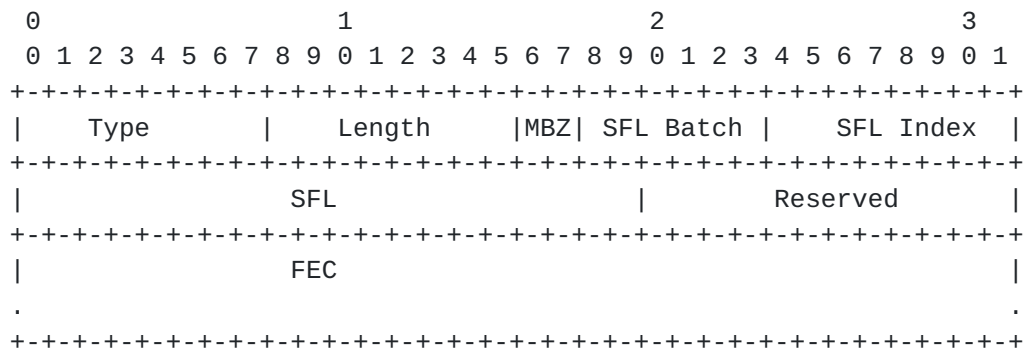 0                   1                   2                   3
 0 1 2 3 4 5 6 7 8 9 0 1 2 3 4 5 6 7 8 9 0 1 2 3 4 5 6 7 8 9 0 1
+-+-+-+-+-+-+-+-+-+-+-+-+-+-+-+-+-+-+-+-+-+-+-+-+-+-+-+-+-+-+-+-+
|    Type       |    Length     |MBZ| SFL Batch |    SFL Index  |
+-+-+-+-+-+-+-+-+-+-+-+-+-+-+-+-+-+-+-+-+-+-+-+-+-+-+-+-+-+-+-+-+
|                 SFL                   |        Reserved       |
+-+-+-+-+-+-+-+-+-+-+-+-+-+-+-+-+-+-+-+-+-+-+-+-+-+-+-+-+-+-+-+-+
|                 FEC                                           |
.                                                               .
+-+-+-+-+-+-+-+-+-+-+-+-+-+-+-+-+-+-+-+-+-+-+-+-+-+-+-+-+-+-+-+-+